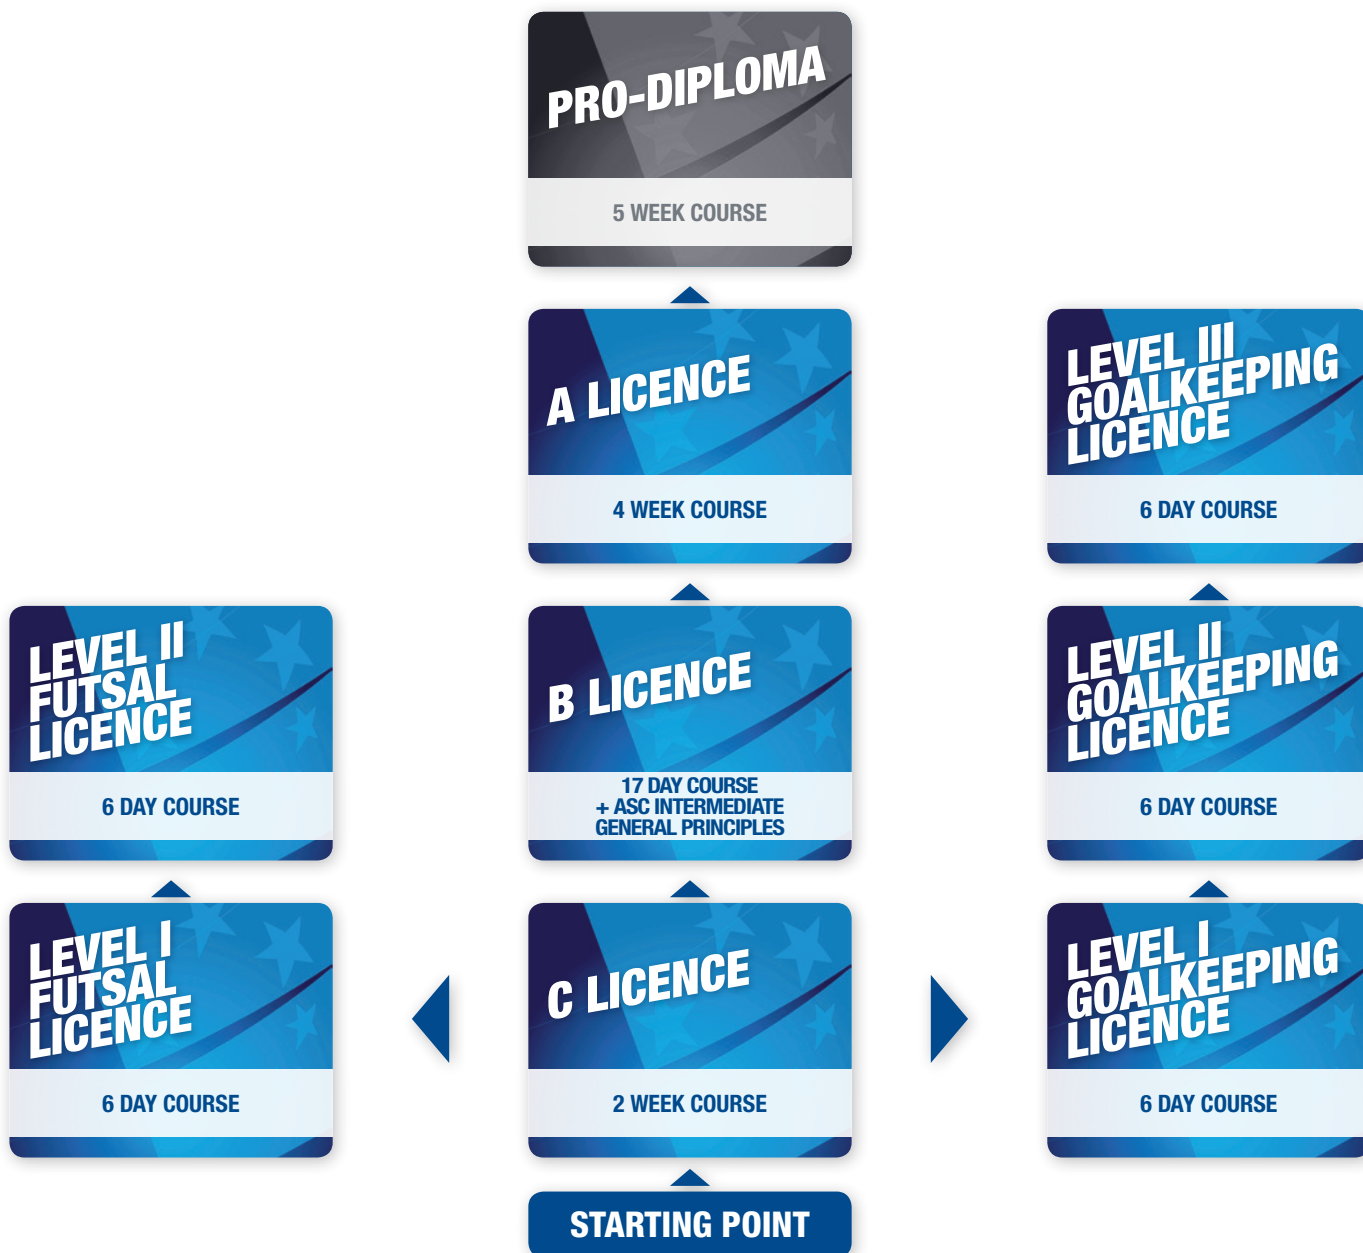 PRO-DIPLOMA
5 WEEK COURSE
A LICENCE
4 WEEK COURSE
LEVEL III
GOALKEEPING
LICENCE
6 DAY COURSE
LEVEL II
FUTSAL
LICENCE
6 DAY COURSE
B LICENCE
17 DAY COURSE
+ ASC INTERMEDIATE
GENERAL PRINCIPLES
LEVEL II
GOALKEEPING
LICENCE
6 DAY COURSE
LEVEL I
FUTSAL
LICENCE
6 DAY COURSE
C LICENCE
2 WEEK COURSE
LEVEL I
GOALKEEPING
LICENCE
6 DAY COURSE
STARTING POINT